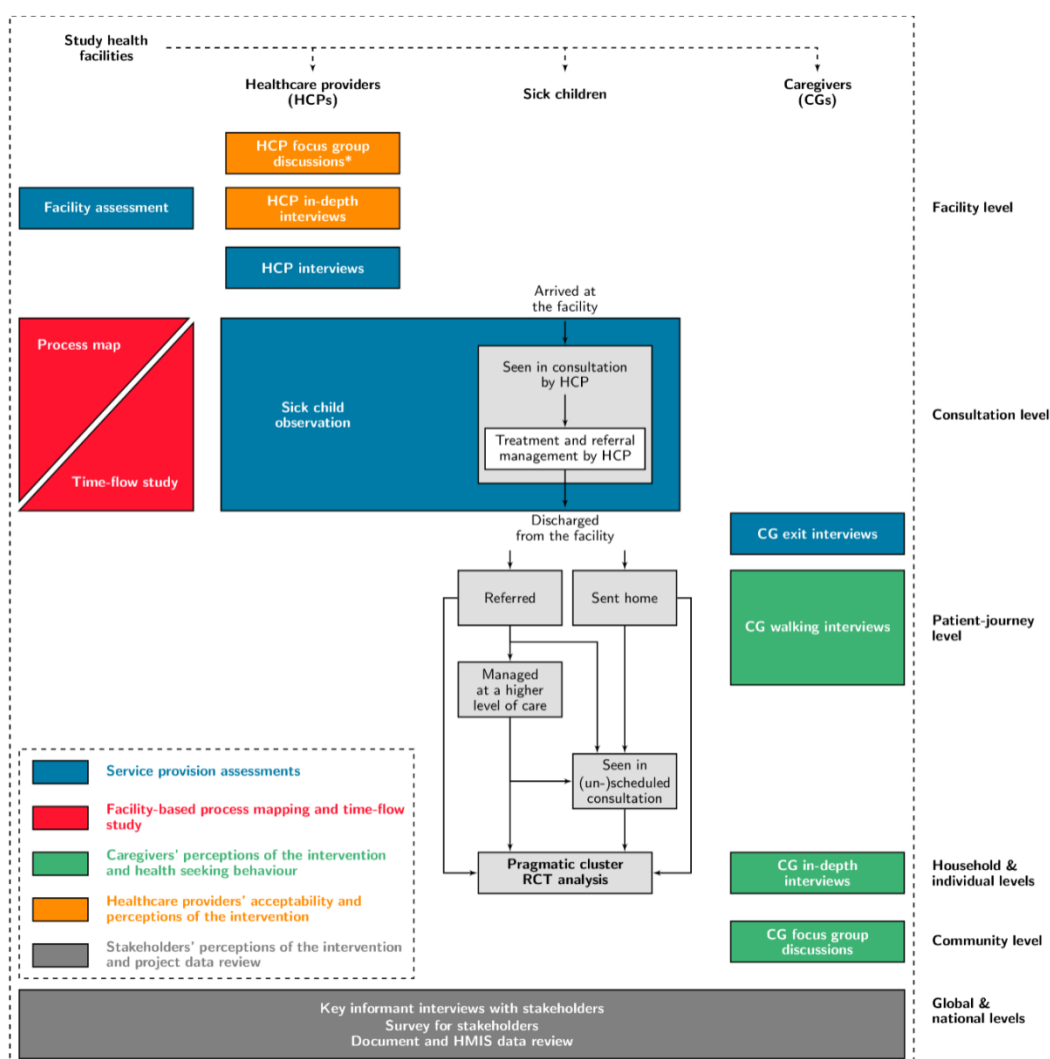 Study health
facilities
Healthcare providers
(HCPs)
Sick children
Caregivers
(CGs)
HCP focus group
discussions*
Facility assessment
HCP in-depth
interviews
Facility level
HCP interviews
Arrived at
the facility
Process map
Time-flow study
Sick child
observation
Seen in consultation
by HCP
Treatment and referral
management by HCP
Consultation level
Discharged
from the facility
CG exit interviews
Referred
Sent home
CG walking interviews
Patient-journey
level
Managed
at a higher
level of care
Seen in
(un-)scheduled
consultation
Pragmatic cluster
RCT analysis
CG in-depth
interviews
Household &
individual levels
CG focus group
discussions
Community level
Service provision assessments
Facility-based process mapping and time-flow
study
Caregivers' perceptions of the intervention
and health seeking behaviour
Healthcare providers' acceptability and
perceptions of the intervention
Stakeholders' perceptions of the intervention
and project data review
Key informant interviews with stakeholders
Survey for stakeholders
Document and HMIS data review
Global &
national levels